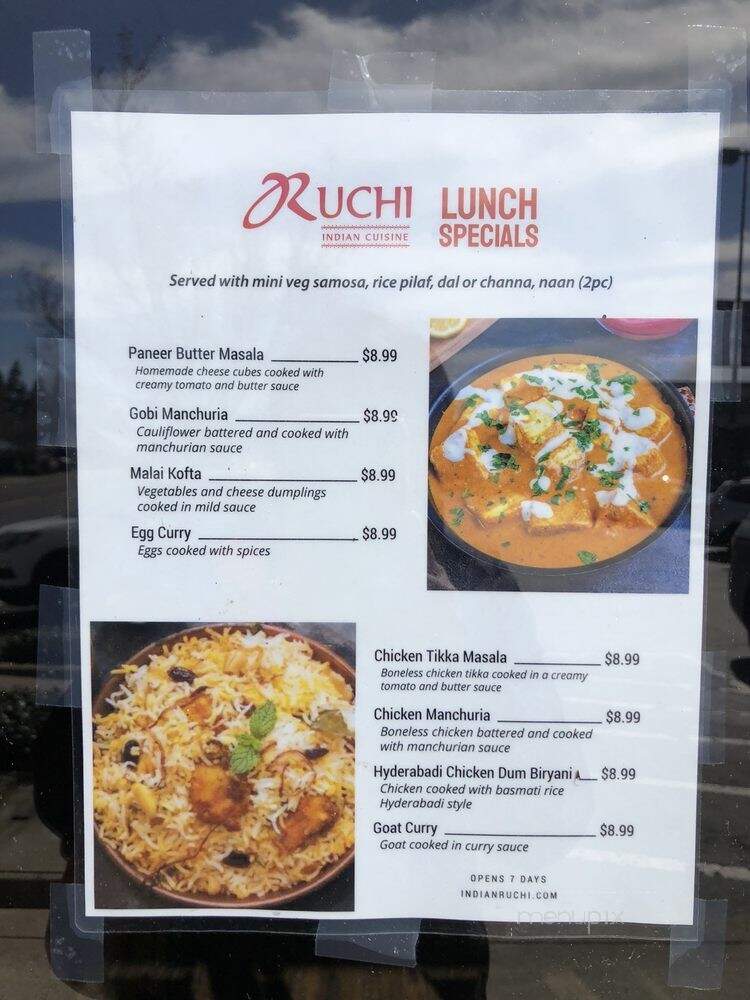 RUCHI
INDIAN CUISINE
LUNCH
SPECIALS
Served with mini veg samosa, rice pilaf, dal or channa, naan (2pc)
Paneer Butter Masala $8.99
Homemade cheese cubes cooked with
creamy tomato and butter sauce
Gobi Manchuria $8.99
Cauliflower battered and cooked with
manchurian sauce
Malai Kofta $8.99
Vegetables and cheese dumplings
cooked in mild sauce
Egg Curry $8.99
Eggs cooked with spices
Chicken Tikka Masala $8.99
Boneless chicken tikka cooked in a creamy
tomato and butter sauce
Chicken Manchuria $8.99
Boneless chicken battered and cooked
with manchurian sauce
Hyderabadi Chicken Dum Biryani $8.99
Chicken cooked with basmati rice
Hyderabadi style
Goat Curry $8.99
Goat cooked in curry sauce
OPENS 7 DAYS
INDIANRUCHI.COM
menupix